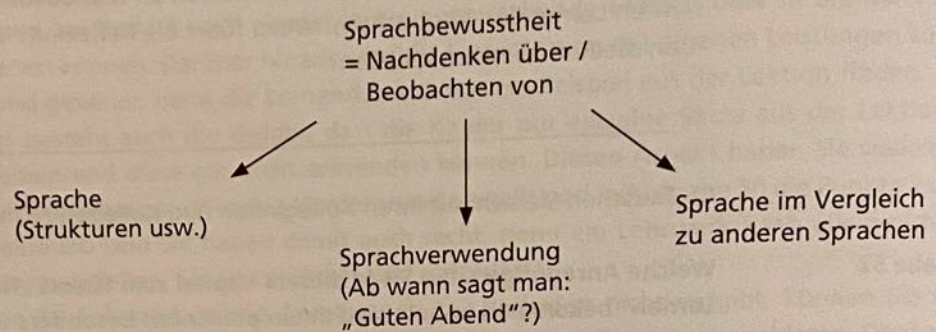 Sprachbewusstheit
= Nachdenken über /
Beobachten von
Sprache
(Strukturen usw.)
Sprachverwendung
(Ab wann sagt man:
„Guten Abend“?)
Sprache im Vergleich
zu anderen Sprachen